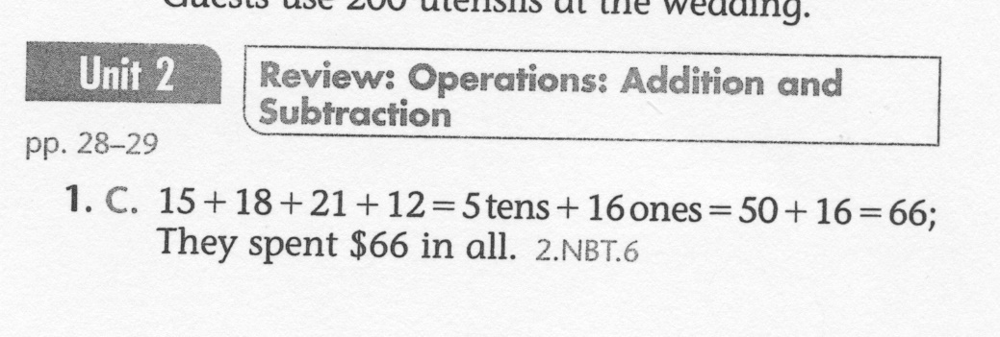 Guests use 200 utensils at the wedding.
Unit 2
Review: Operations: Addition and
Subtraction
pp. 28–29
1. C. 15 + 18 + 21 + 12 = 5 tens + 16 ones = 50 + 16 = 66;
They spent $66 in all. 2.NBT.6